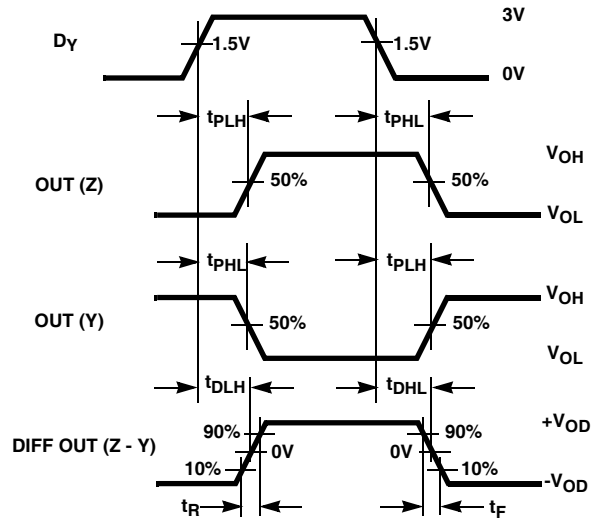 3V
DY
1.5V
1.5V
0V
tPLH
tPHL
VOH
OUT (Z)
50%
50%
VOL
tPHL
tPLH
VOH
OUT (Y)
50%
50%
VOL
tDLH
tDHL
+VOD
90%
90%
DIFF OUT (Z - Y)
0V
0V
10%
10%
-VOD
tR
tF